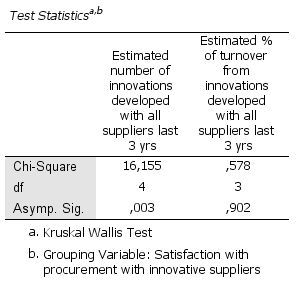 Test Statistics a,b
Estimated number of innovations developed with all suppliers last 3 yrs Estimated % of turnover from innovations developed with all suppliers last 3 yrs
Chi-Square 16,155 ,578
df 4 3
Asymp. Sig. ,003 ,902
a. Kruskal Wallis Test
b. Grouping Variable: Satisfaction with
procurement with innovative suppliers